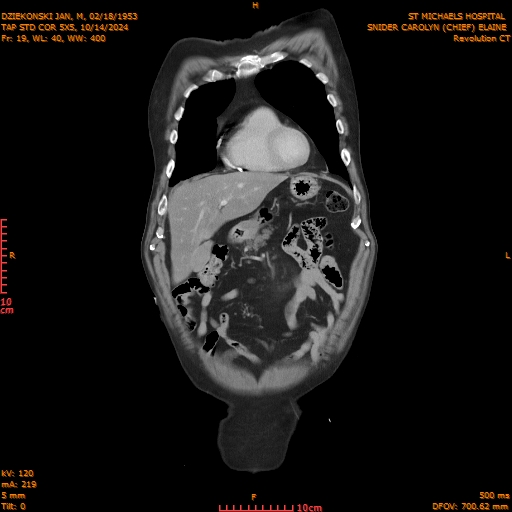 H
DZIEKONSKI JAN, M, 02/18/1953
TAP STD COR 5X5, 10/14/2024
Fr: 19, WL: 40, WW: 400
ST MICHAELS HOSPITAL
SNIDER CAROLYN (CHIEF) ELAINE
Revolution CT
R
L
10
cm
kV: 120
mA: 219
5 mm
Tilt: 0
F
10cm
500 ms
DFOV: 700.62 mm